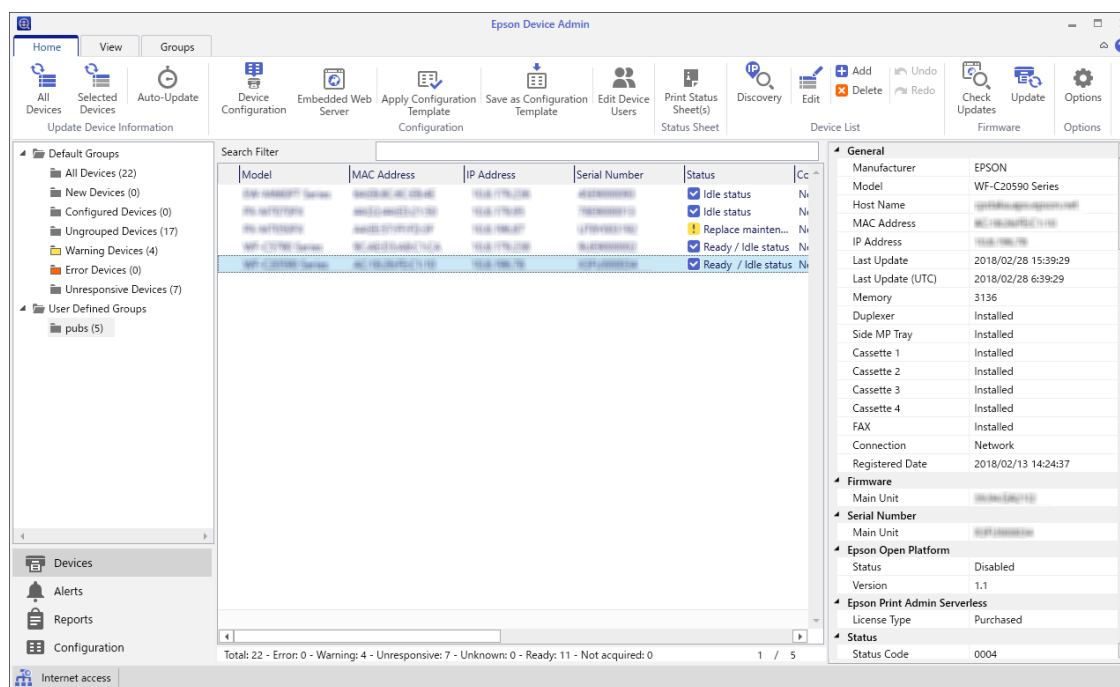 Epson Device Admin
Home View Groups
All Devices
Selected Devices
Auto-Update
Update Device Information
Device Configuration
Embedded Web Server
Apply Configuration Template
Save as Configuration Template
Edit Device Users
Configuration
Print Status Sheet(s)
Status Sheet
IP
Discovery
Edit
Add
Delete
Undo
Redo
Device List
Check Updates
Update
Firmware
Options
Options
Default Groups
All Devices (22)
New Devices (0)
Configured Devices (0)
Ungrouped Devices (17)
Warning Devices (4)
Error Devices (0)
Unresponsive Devices (7)
User Defined Groups
pubs (5)
Devices
Alerts
Reports
Configuration
Search Filter
Model MAC Address IP Address Serial Number Status Cc
Idle status
Idle status
Replace mainten...
Ready / Idle status
Ready / Idle status
Total: 22 - Error: 0 - Warning: 4 - Unresponsive: 7 - Unknown: 0 - Ready: 11 - Not acquired: 0 1 / 5
General
Manufacturer EPSON
Model WF-C20590 Series
Host Name
MAC Address
IP Address
Last Update 2018/02/28 15:39:29
Last Update (UTC) 2018/02/28 6:39:29
Memory 3136
Duplexer Installed
Side MP Tray Installed
Cassette 1 Installed
Cassette 2 Installed
Cassette 3 Installed
Cassette 4 Installed
FAX Installed
Connection Network
Registered Date 2018/02/13 14:24:37
Firmware
Main Unit
Serial Number
Main Unit
Epson Open Platform
Status Disabled
Version 1.1
Epson Print Admin Serverless
License Type Purchased
Status
Status Code 0004
Internet access